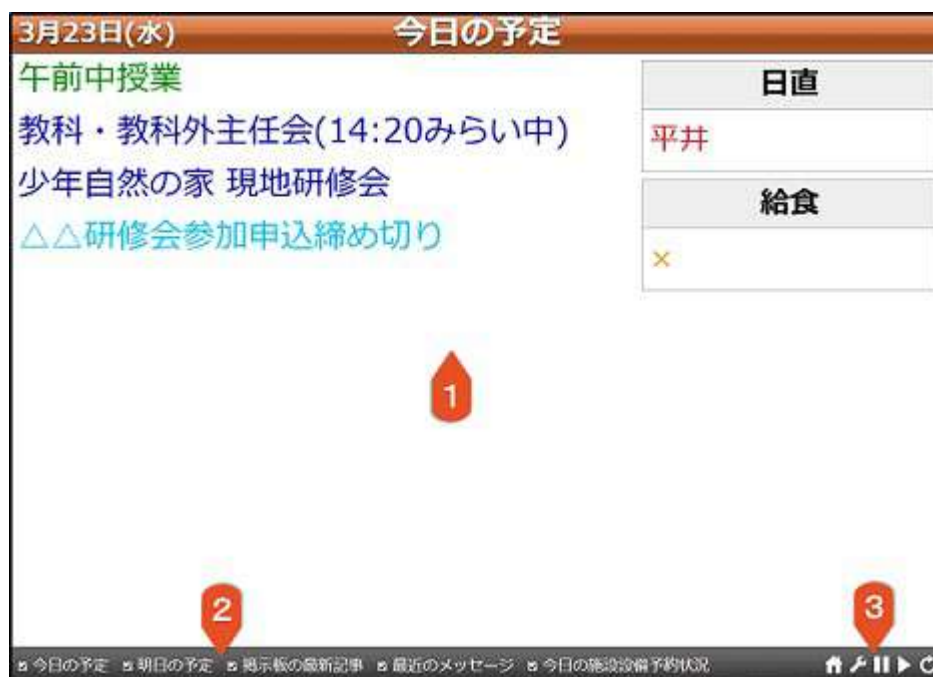 3月23日(水)
今日の予定
午前中授業
教科・教科外主任会(14:20みらい中)
少年自然の家 現地研修会
△△研修会参加申込締め切り
日直
平井
給食
×
1
2
3
今日の予定 明日の予定 掲示板の最新記事 最近のメッセージ 今日の施設設備予約状況